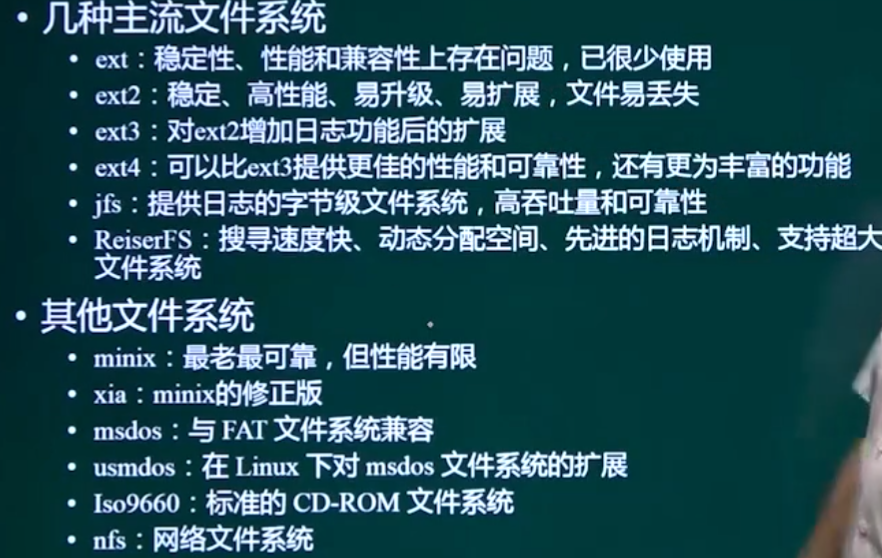 • 几种主流文件系统
• ext：稳定性、性能和兼容性上存在问题，已很少使用
• ext2：稳定、高性能、易升级、易扩展，文件易丢失
• ext3：对ext2增加日志功能后的扩展
• ext4：可以比ext3提供更佳的性能和可靠性，还有更为丰富的功能
• jfs：提供日志的字节级文件系统，高吞吐量和可靠性
• ReiserFS：搜寻速度快、动态分配空间、先进的日志机制、支持超大
文件系统
• 其他文件系统
• minix：最老最可靠，但性能有限
• xia：minix的修正版
• msdos：与 FAT 文件系统兼容
• usmdos：在 Linux 下对 msdos 文件系统的扩展
• Iso9660：标准的 CD-ROM 文件系统
• nfs：网络文件系统